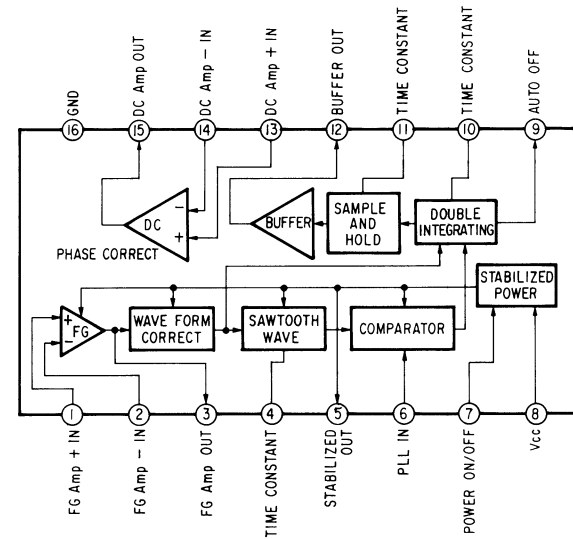 GND
DC Amp OUT
DC Amp - IN
DC Amp + IN
BUFFER OUT
TIME CONSTANT
TIME CONSTANT
AUTO OFF
16
15
14
13
12
11
10
9
DC
-
+
PHASE CORRECT
BUFFER
SAMPLE
AND
HOLD
DOUBLE
INTEGRATING
STABILIZED
POWER
+
FG
-
WAVE FORM
CORRECT
SAWTOOTH
WAVE
COMPARATOR
1
2
3
4
5
6
7
8
FG Amp + IN
FG Amp - IN
FG Amp OUT
TIME CONSTANT
STABILIZED
OUT
PLL IN
POWER ON/OFF
Vcc